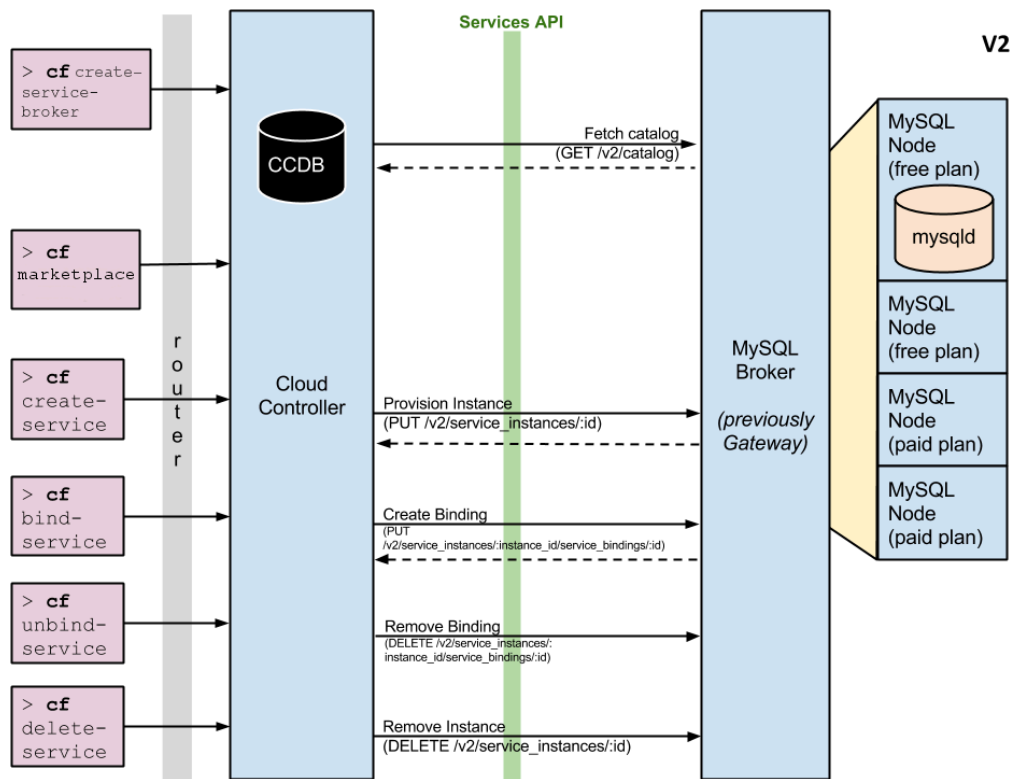 Services API
V2
> cf create-
service-
broker
CCDB
Fetch catalog
(GET /v2/catalog)
MySQL
Node
(free plan)
mysqld
> cf
marketplace
router
Cloud
Controller
MySQL
Broker
(previously
Gateway)
MySQL
Node
(free plan)
> cf
create-
service
Provision Instance
(PUT /v2/service_instances/:id)
MySQL
Node
(paid plan)
> cf
bind-
service
Create Binding
(PUT
/v2/service_instances/:instance_id/service_bindings/:id)
MySQL
Node
(paid plan)
> cf
unbind-
service
Remove Binding
(DELETE /v2/service_instances/:
instance_id/service_bindings/:id)
> cf
delete-
service
Remove Instance
(DELETE /v2/service_instances/:id)